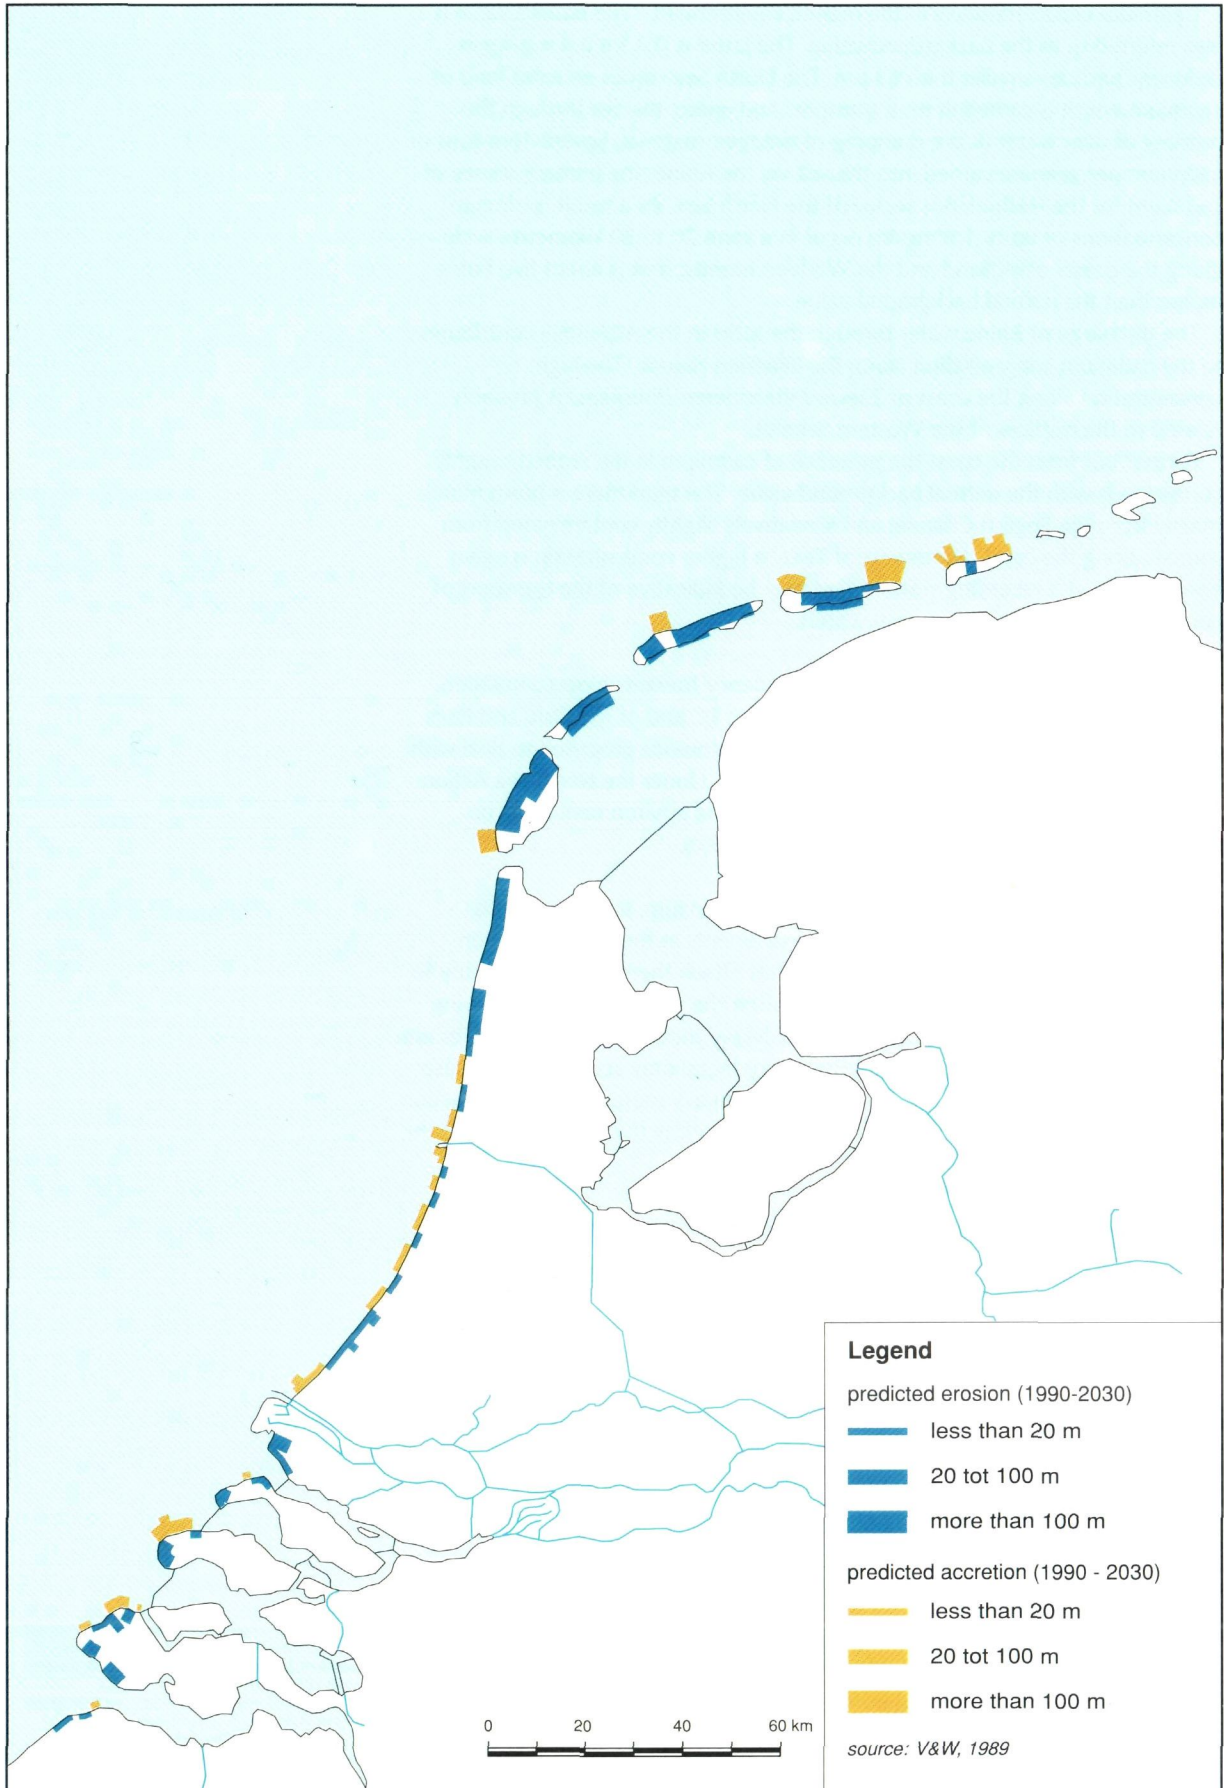 Legend
predicted erosion (1990-2030)
less than 20 m
20 tot 100 m
more than 100 m
predicted accretion (1990 - 2030)
less than 20 m
20 tot 100 m
more than 100 m
source: V&W, 1989
0 20 40 60 km